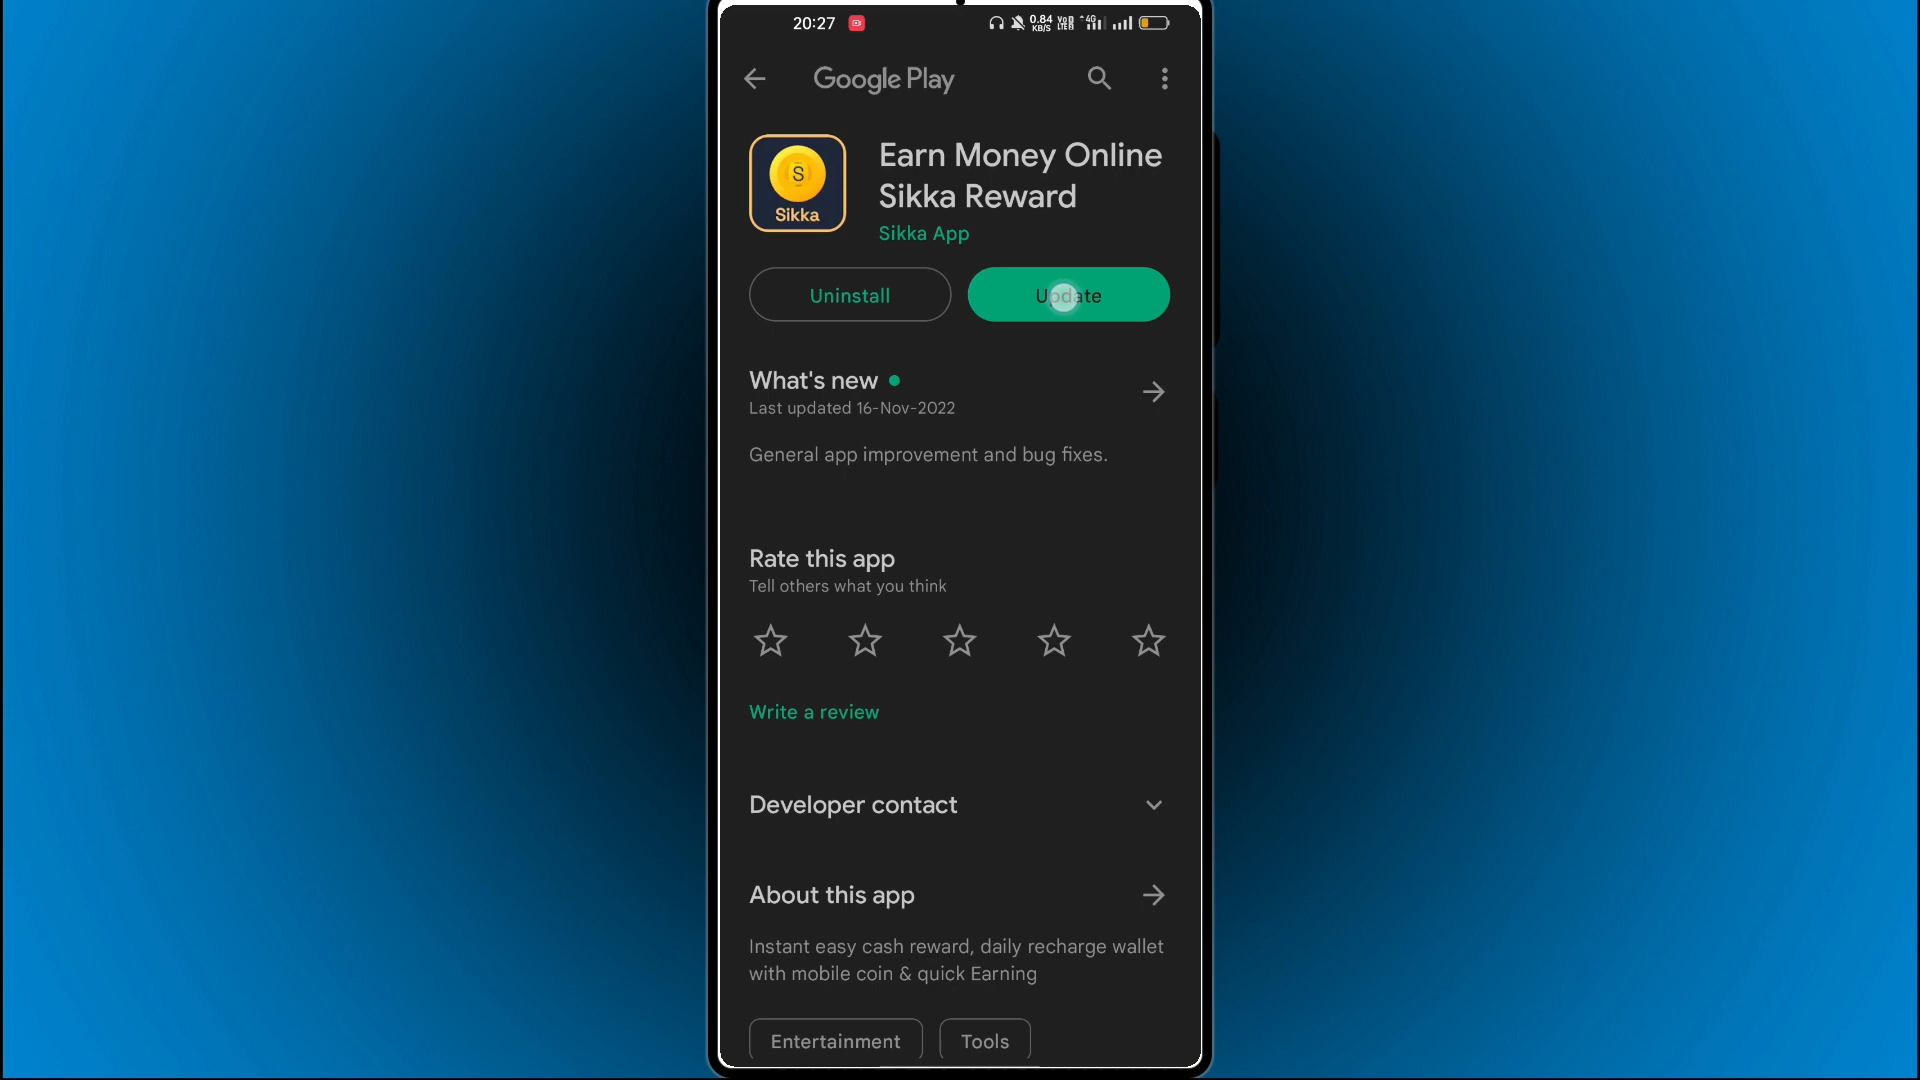 20:27
0.84 KB/S
4G
Google Play
S
Sikka
Earn Money Online
Sikka Reward
Sikka App
Uninstall
Update
What's new
Last updated 16-Nov-2022
General app improvement and bug fixes.
Rate this app
Tell others what you think
Write a review
Developer contact
About this app
Instant easy cash reward, daily recharge wallet
with mobile coin & quick Earning
Entertainment
Tools